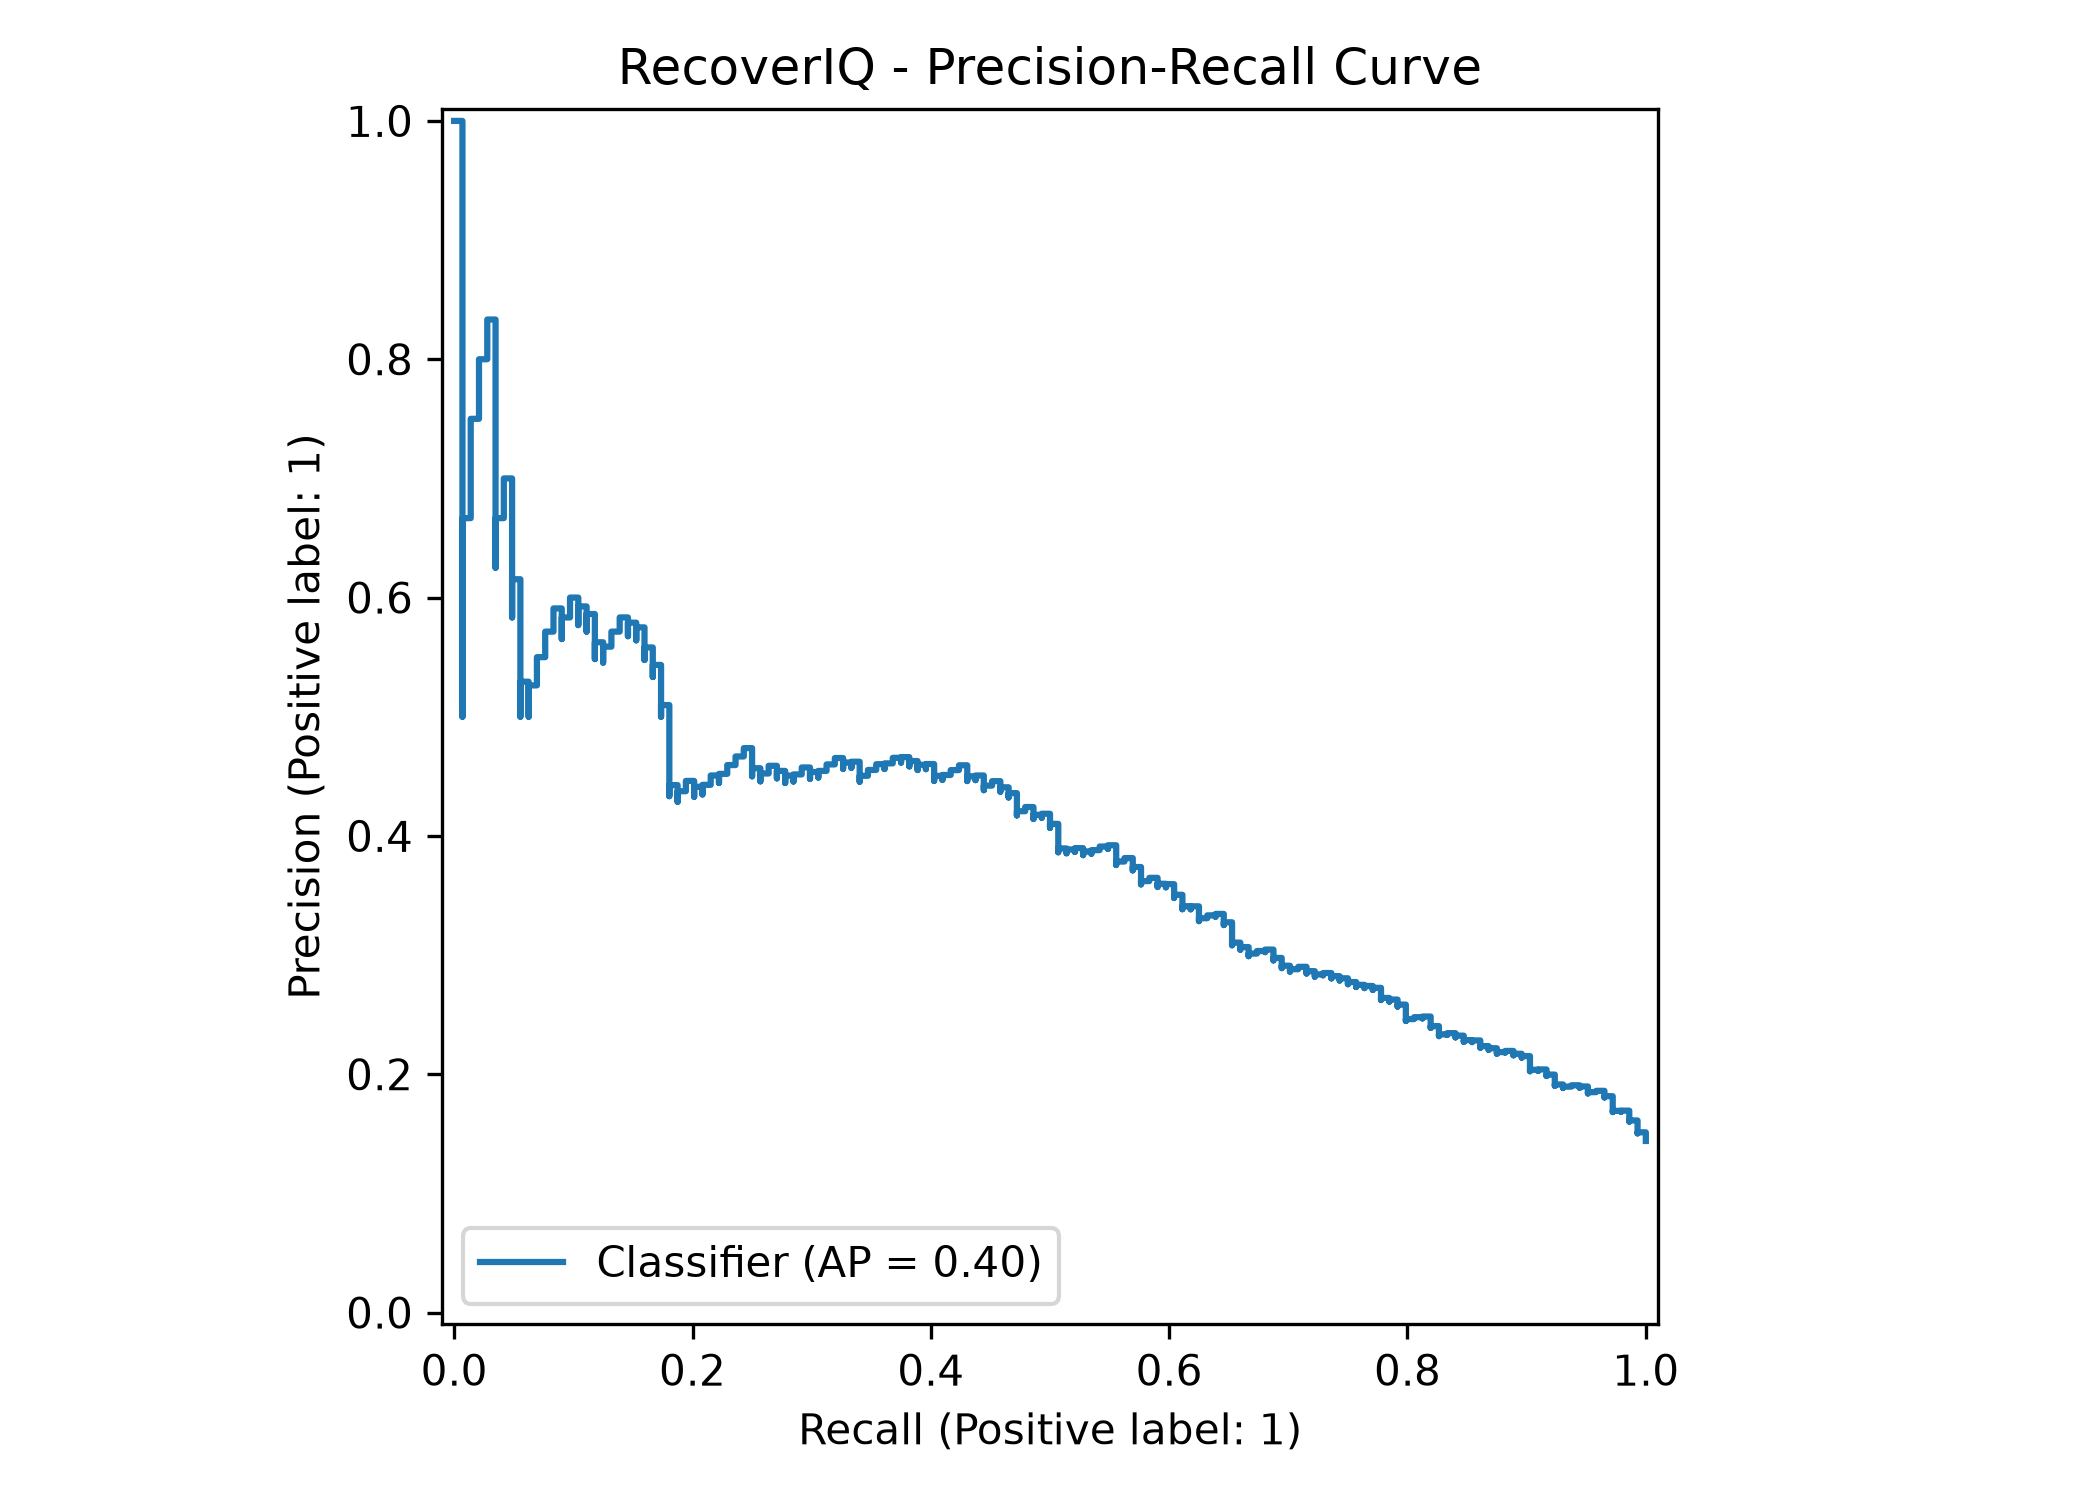 RecoverIQ - Precision-Recall Curve
1.0
0.8
0.6
0.4
0.2
0.0
Precision (Positive label: 1)
Classifier (AP = 0.40)
0.0 0.2 0.4 0.6 0.8 1.0
Recall (Positive label: 1)